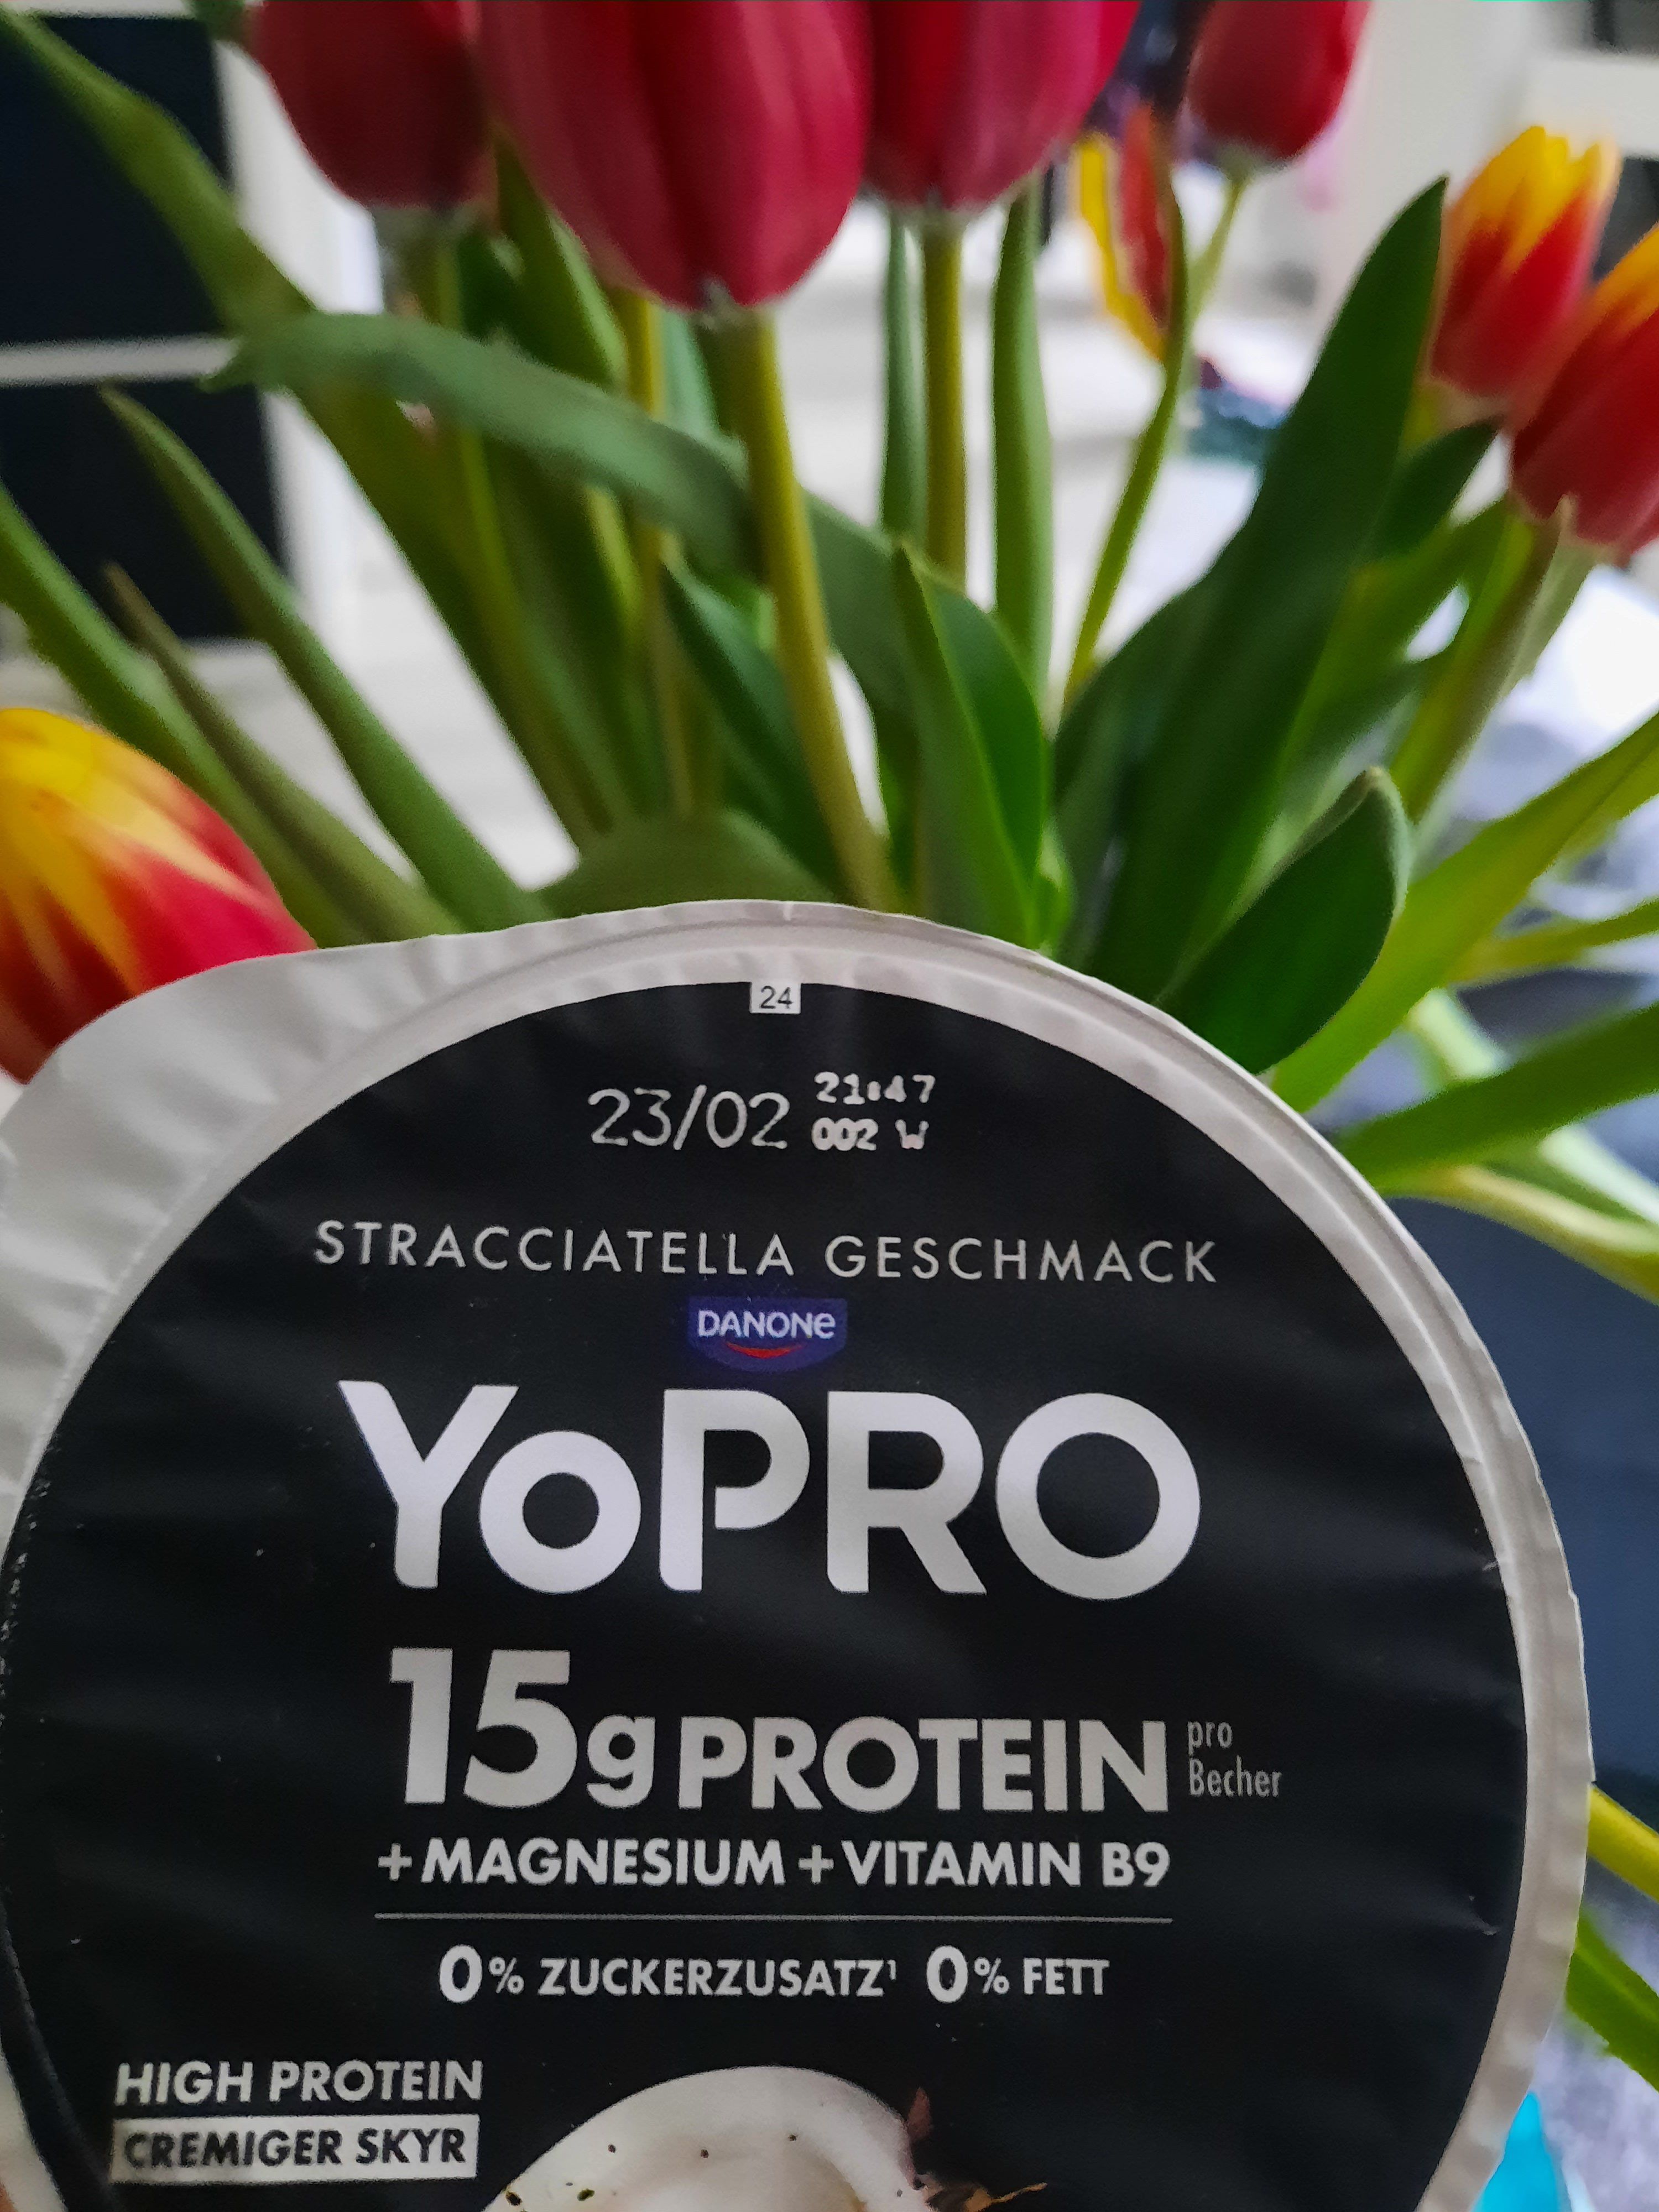 24
23/02 21:47
002 W
STRACCIATELLA GESCHMACK
DANONE
YoPRO
15g PROTEIN pro
Becher
+MAGNESIUM +VITAMIN B9
0% ZUCKERZUSATZ¹ 0% FETT
HIGH PROTEIN
CREMIGER SKYR